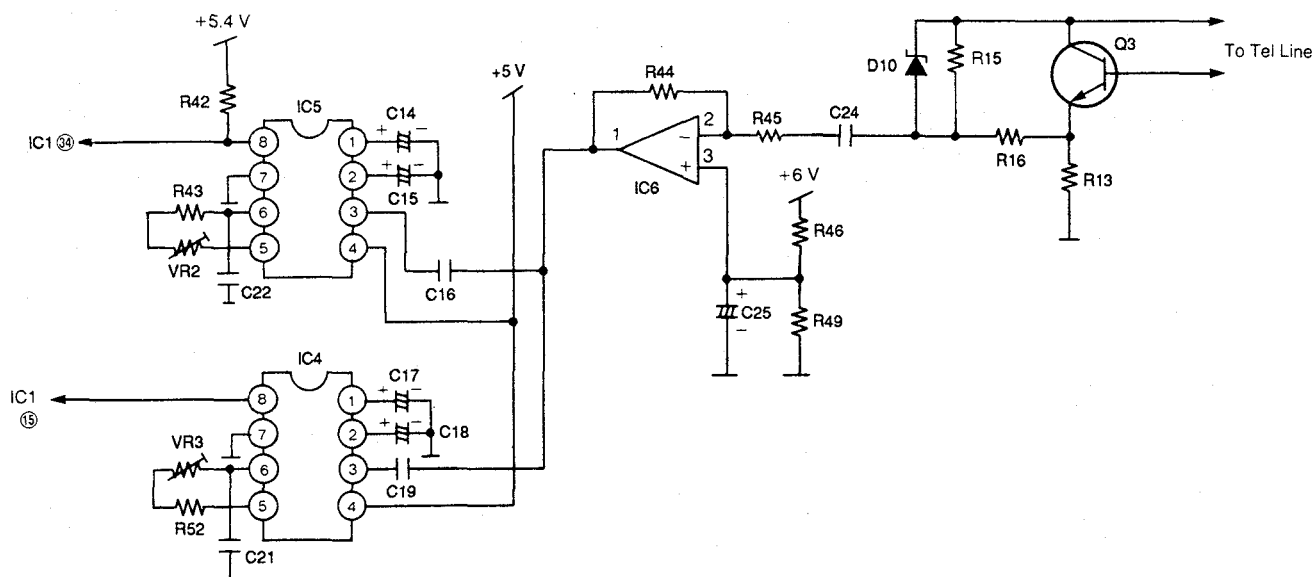 +5.4 V
R42
IC5
C14
+ −
IC1 ㉞
8
1
+ −
7
2
C15
R43
6
3
VR2
5
4
C22
C16
+5 V
R44
1
2
−
+
3
IC6
R45
C24
D10
R15
Q3
To Tel Line
R16
R13
+6 V
R46
+
C25
−
R49
IC4
C17
+ −
IC1
⑮
8
1
+ −
C18
7
2
VR3
6
3
C19
5
4
R52
C21